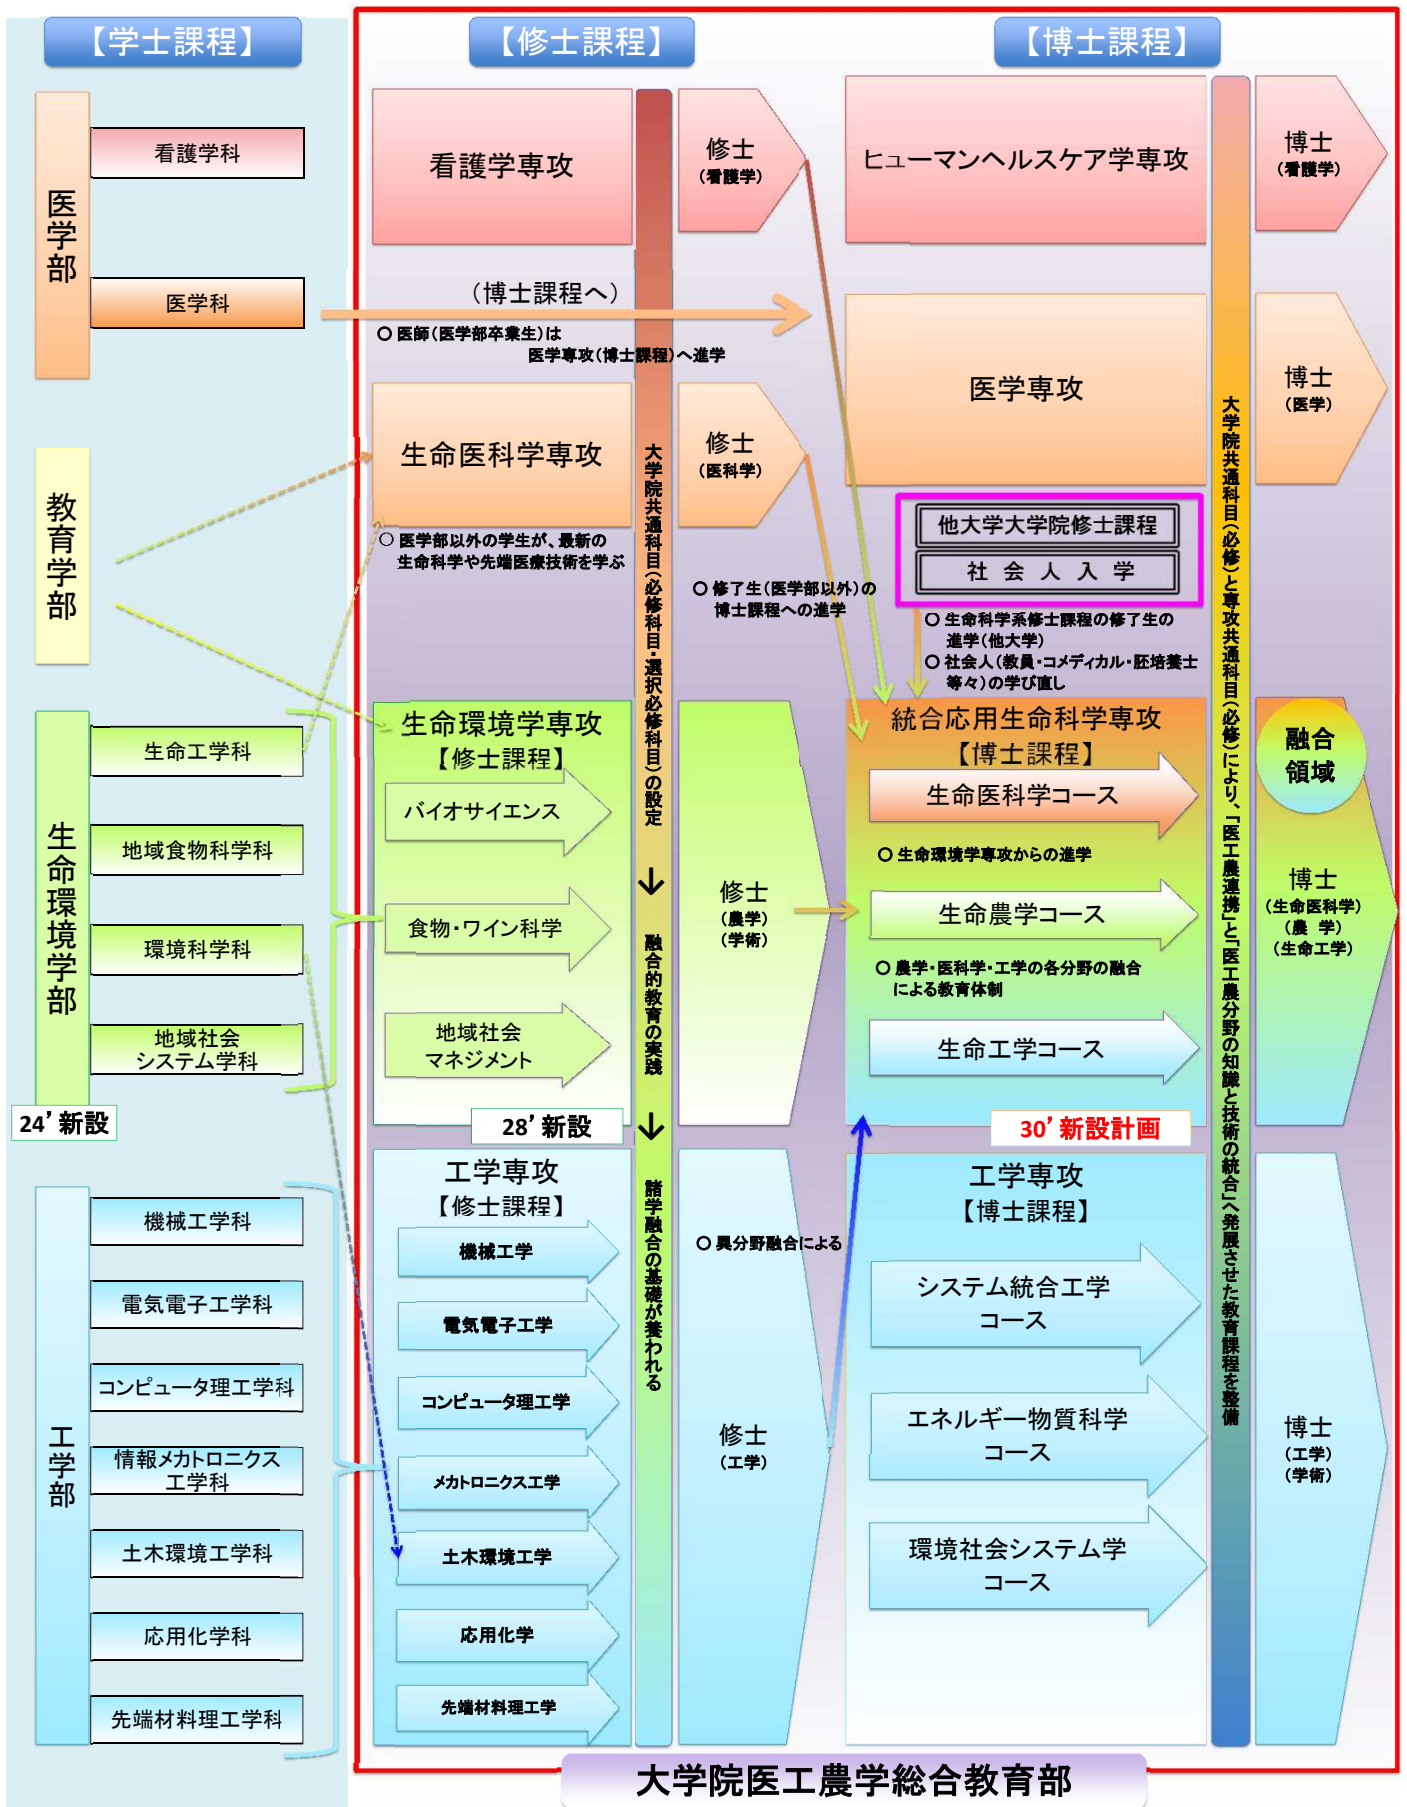 【学士課程】
【修士課程】
【博士課程】
医学部
看護学科
医学科
教育学部
生命環境学部
生命工学科
地域食物科学科
環境科学科
地域社会
システム学科
24’新設
工学部
機械工学科
電気電子工学科
コンピュータ理工学科
情報メカトロニクス
工学科
土木環境工学科
応用化学科
先端材料理工学科
看護学専攻
(博士課程へ)
○ 医師(医学部卒業生)は
医学専攻(博士課程)へ進学
生命医科学専攻
○ 医学部以外の学生が、最新の
生命科学や先端医療技術を学ぶ
生命環境学専攻
【修士課程】
バイオサイエンス
食物・ワイン科学
地域社会
マネジメント
28’新設
工学専攻
【修士課程】
機械工学
電気電子工学
コンピュータ理工学
メカトロニクス工学
土木環境工学
応用化学
先端材料理工学
大学院共通科目(必修科目・選択必修科目)の設定
↓
融合的教育の実践
↓
諸学融合の基礎が養われる
修士
(看護学)
修士
(医科学)
○ 修了生(医学部以外)の
博士課程への進学
修士
(農学)
(学術)
○ 異分野融合による
修士
(工学)
ヒューマンヘルスケア学専攻
医学専攻
他大学大学院修士課程
社 会 人 入 学
○ 生命科学系修士課程の修了生の
進学(他大学)
○ 社会人(教員・コメディカル・胚培養士
等々)の学び直し
統合応用生命科学専攻
【博士課程】
生命医科学コース
○ 生命環境学専攻からの進学
生命農学コース
○ 農学・医科学・工学の各分野の融合
による教育体制
生命工学コース
30’新設計画
工学専攻
【博士課程】
システム統合工学
コース
エネルギー物質科学
コース
環境社会システム学
コース
大学院共通科目(必修)と専攻共通科目(必修)により、「医工農連携」と「医工農分野の知識と技術の統合」へ発展させた教育課程を整備
博士
(看護学)
博士
(医学)
融合
領域
博士
(生命医科学)
(農 学)
(生命工学)
博士
(工学)
(学術)
大学院医工農学総合教育部